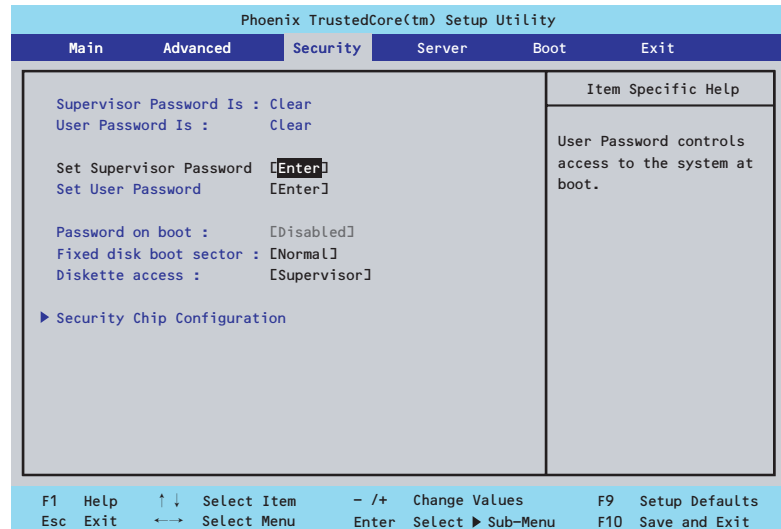 Phoenix TrustedCore(tm) Setup Utility
Main Advanced Security Server Boot Exit
Supervisor Password Is : Clear
User Password Is : Clear
Set Supervisor Password [Enter]
Set User Password [Enter]
Password on boot : [Disabled]
Fixed disk boot sector : [Normal]
Diskette access : [Supervisor]
▶ Security Chip Configuration
Item Specific Help
User Password controls
access to the system at
boot.
F1 Help ↑↓ Select Item - /+ Change Values F9 Setup Defaults
Esc Exit ←→ Select Menu Enter Select ▶ Sub-Menu F10 Save and Exit